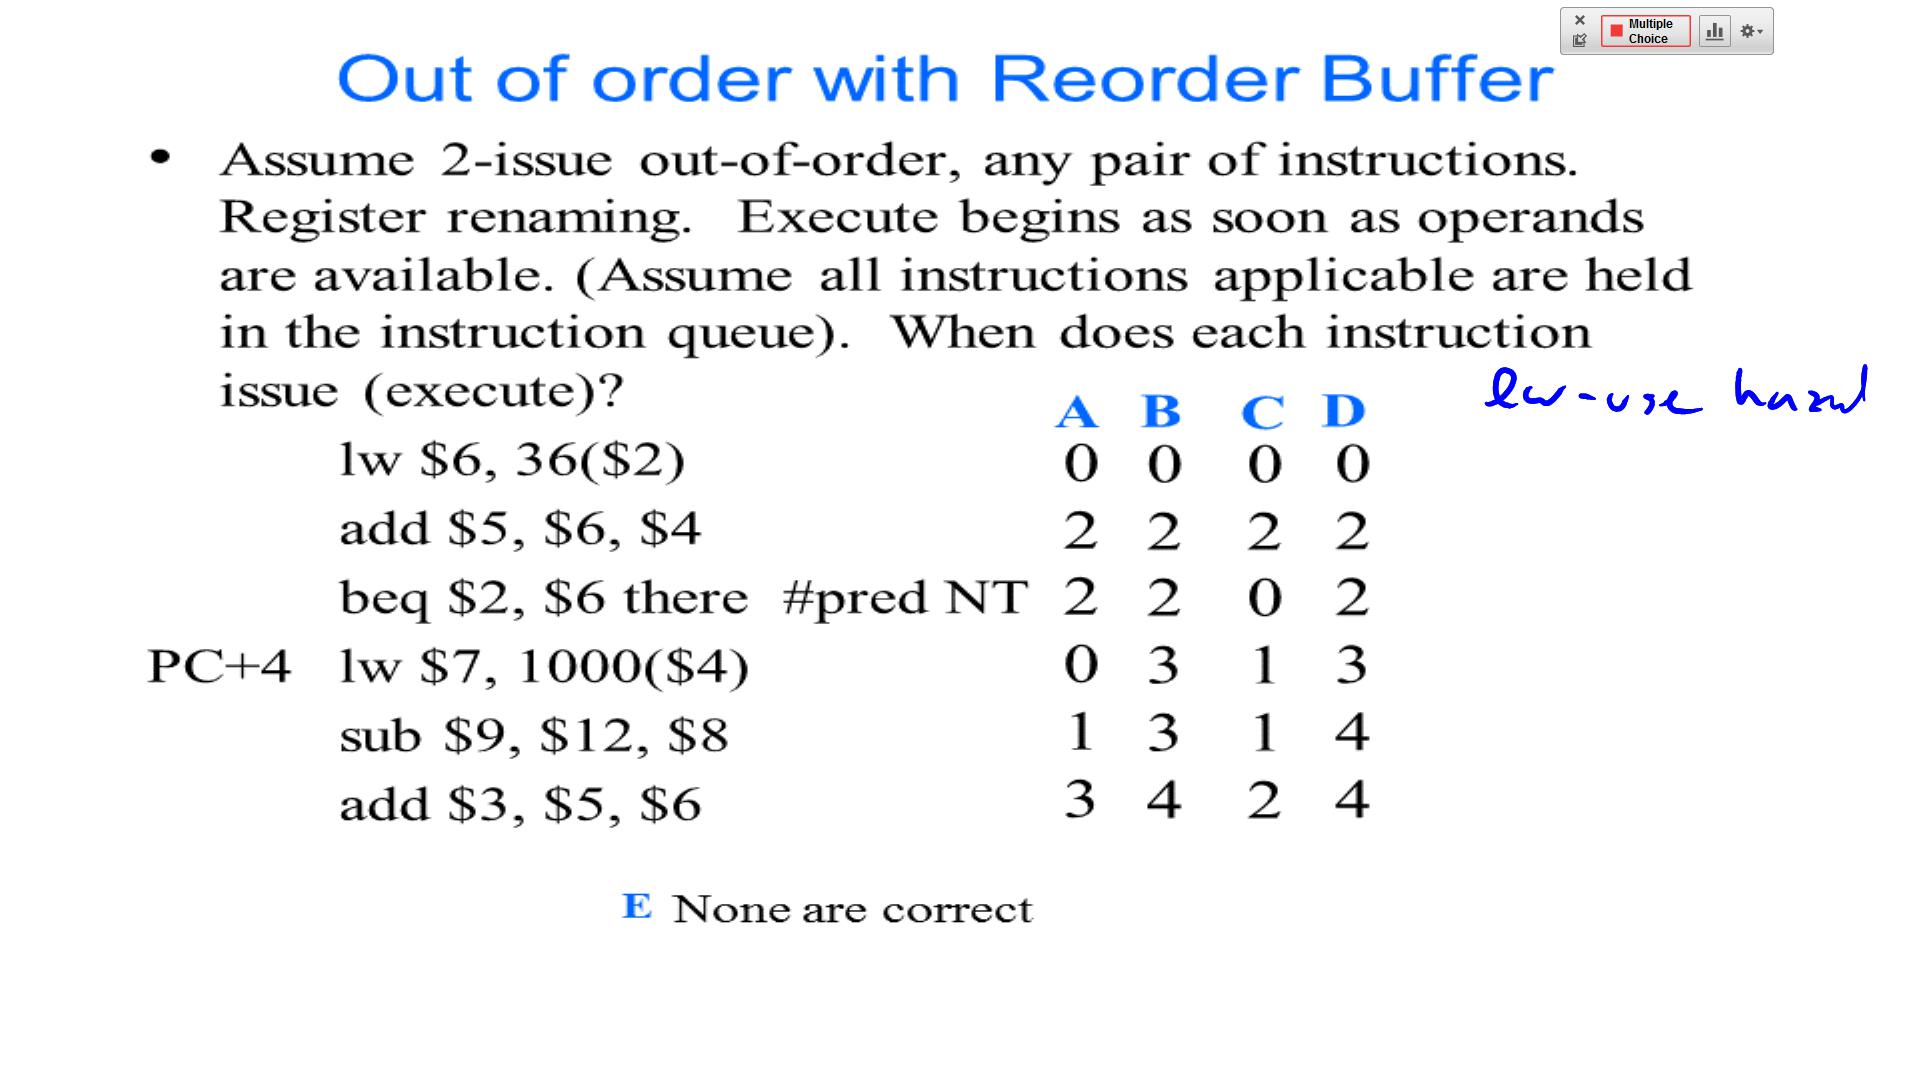 Multiple
Choice
Out of order with Reorder Buffer
• Assume 2-issue out-of-order, any pair of instructions.
Register renaming. Execute begins as soon as operands
are available. (Assume all instructions applicable are held
in the instruction queue). When does each instruction
issue (execute)?
A B C D
lw-use hazard
lw $6, 36($2) 0 0 0 0
add $5, $6, $4 2 2 2 2
beq $2, $6 there #pred NT 2 2 0 2
PC+4 lw $7, 1000($4) 0 3 1 3
sub $9, $12, $8 1 3 1 4
add $3, $5, $6 3 4 2 4
E None are correct